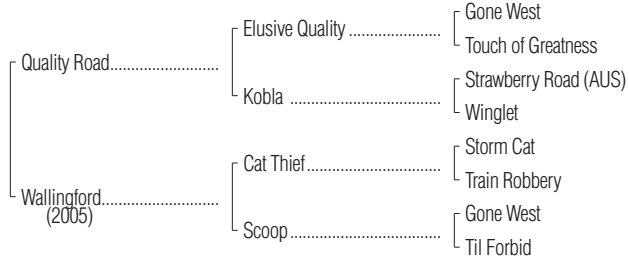 Gone West
Elusive Quality
Touch of Greatness
Quality Road
Strawberry Road (AUS)
Kobla
Winglet
Storm Cat
Cat Thief
Train Robbery
Wallingford
(2005)
Gone West
Scoop
Til Forbid